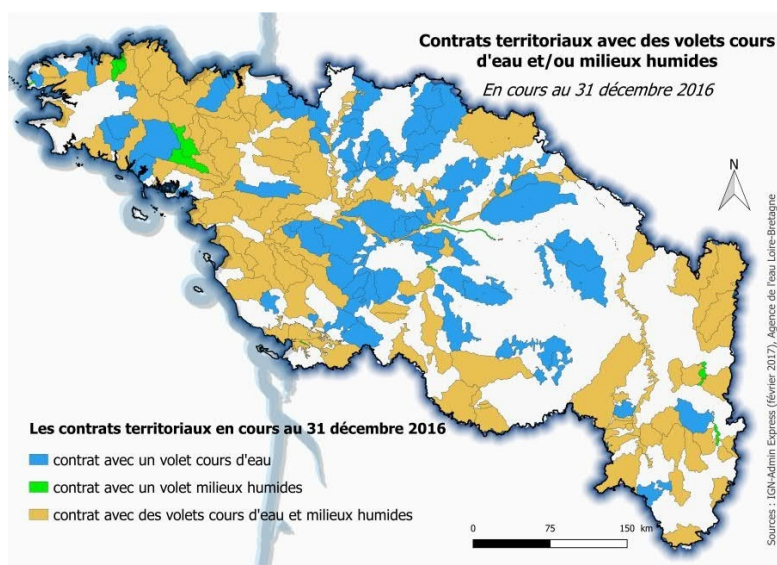 Contrats territoriaux avec des volets cours
d'eau et/ou milieux humides
En cours au 31 décembre 2016
N
Les contrats territoriaux en cours au 31 décembre 2016
contrat avec un volet cours d'eau
contrat avec un volet milieux humides
contrat avec des volets cours d'eau et milieux humides
0 75 150 km
Sources : IGN-Admin Express (février 2017), Agence de l'eau Loire-Bretagne